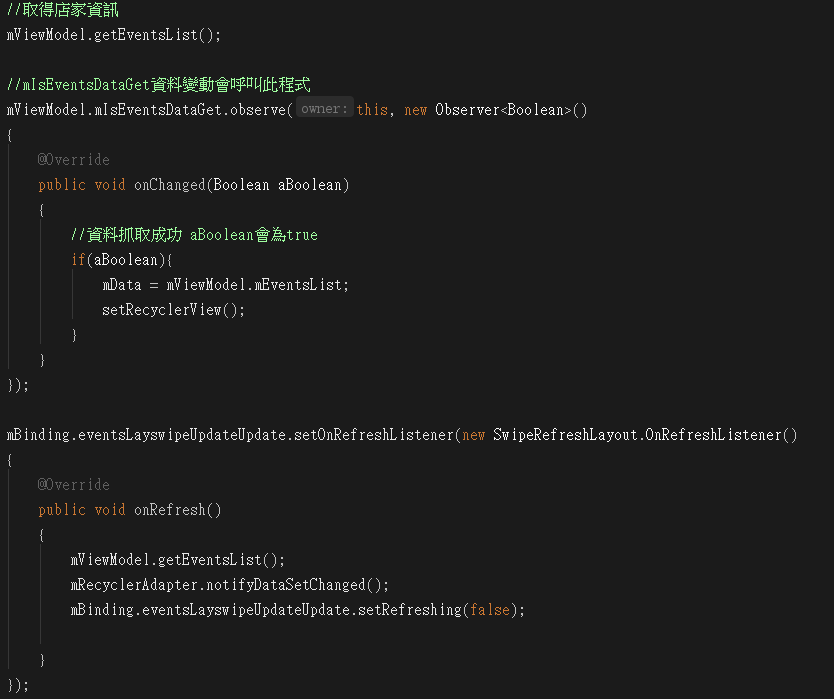 //取得店家資訊
mViewModel.getEventsList();
//mIsEventsDataGet資料變動會呼叫此程式
mViewModel.mIsEventsDataGet.observe( owner: this, new Observer<Boolean>()
{
@Override
public void onChanged(Boolean aBoolean)
{
//資料抓取成功 aBoolean會為true
if(aBoolean){
mData = mViewModel.mEventsList;
setRecyclerView();
}
}
});
mBinding.eventsLayswipeUpdateUpdate.setOnRefreshListener(new SwipeRefreshLayout.OnRefreshListener()
{
@Override
public void onRefresh()
{
mViewModel.getEventsList();
mRecyclerAdapter.notifyDataSetChanged();
mBinding.eventsLayswipeUpdateUpdate.setRefreshing(false);
}
});